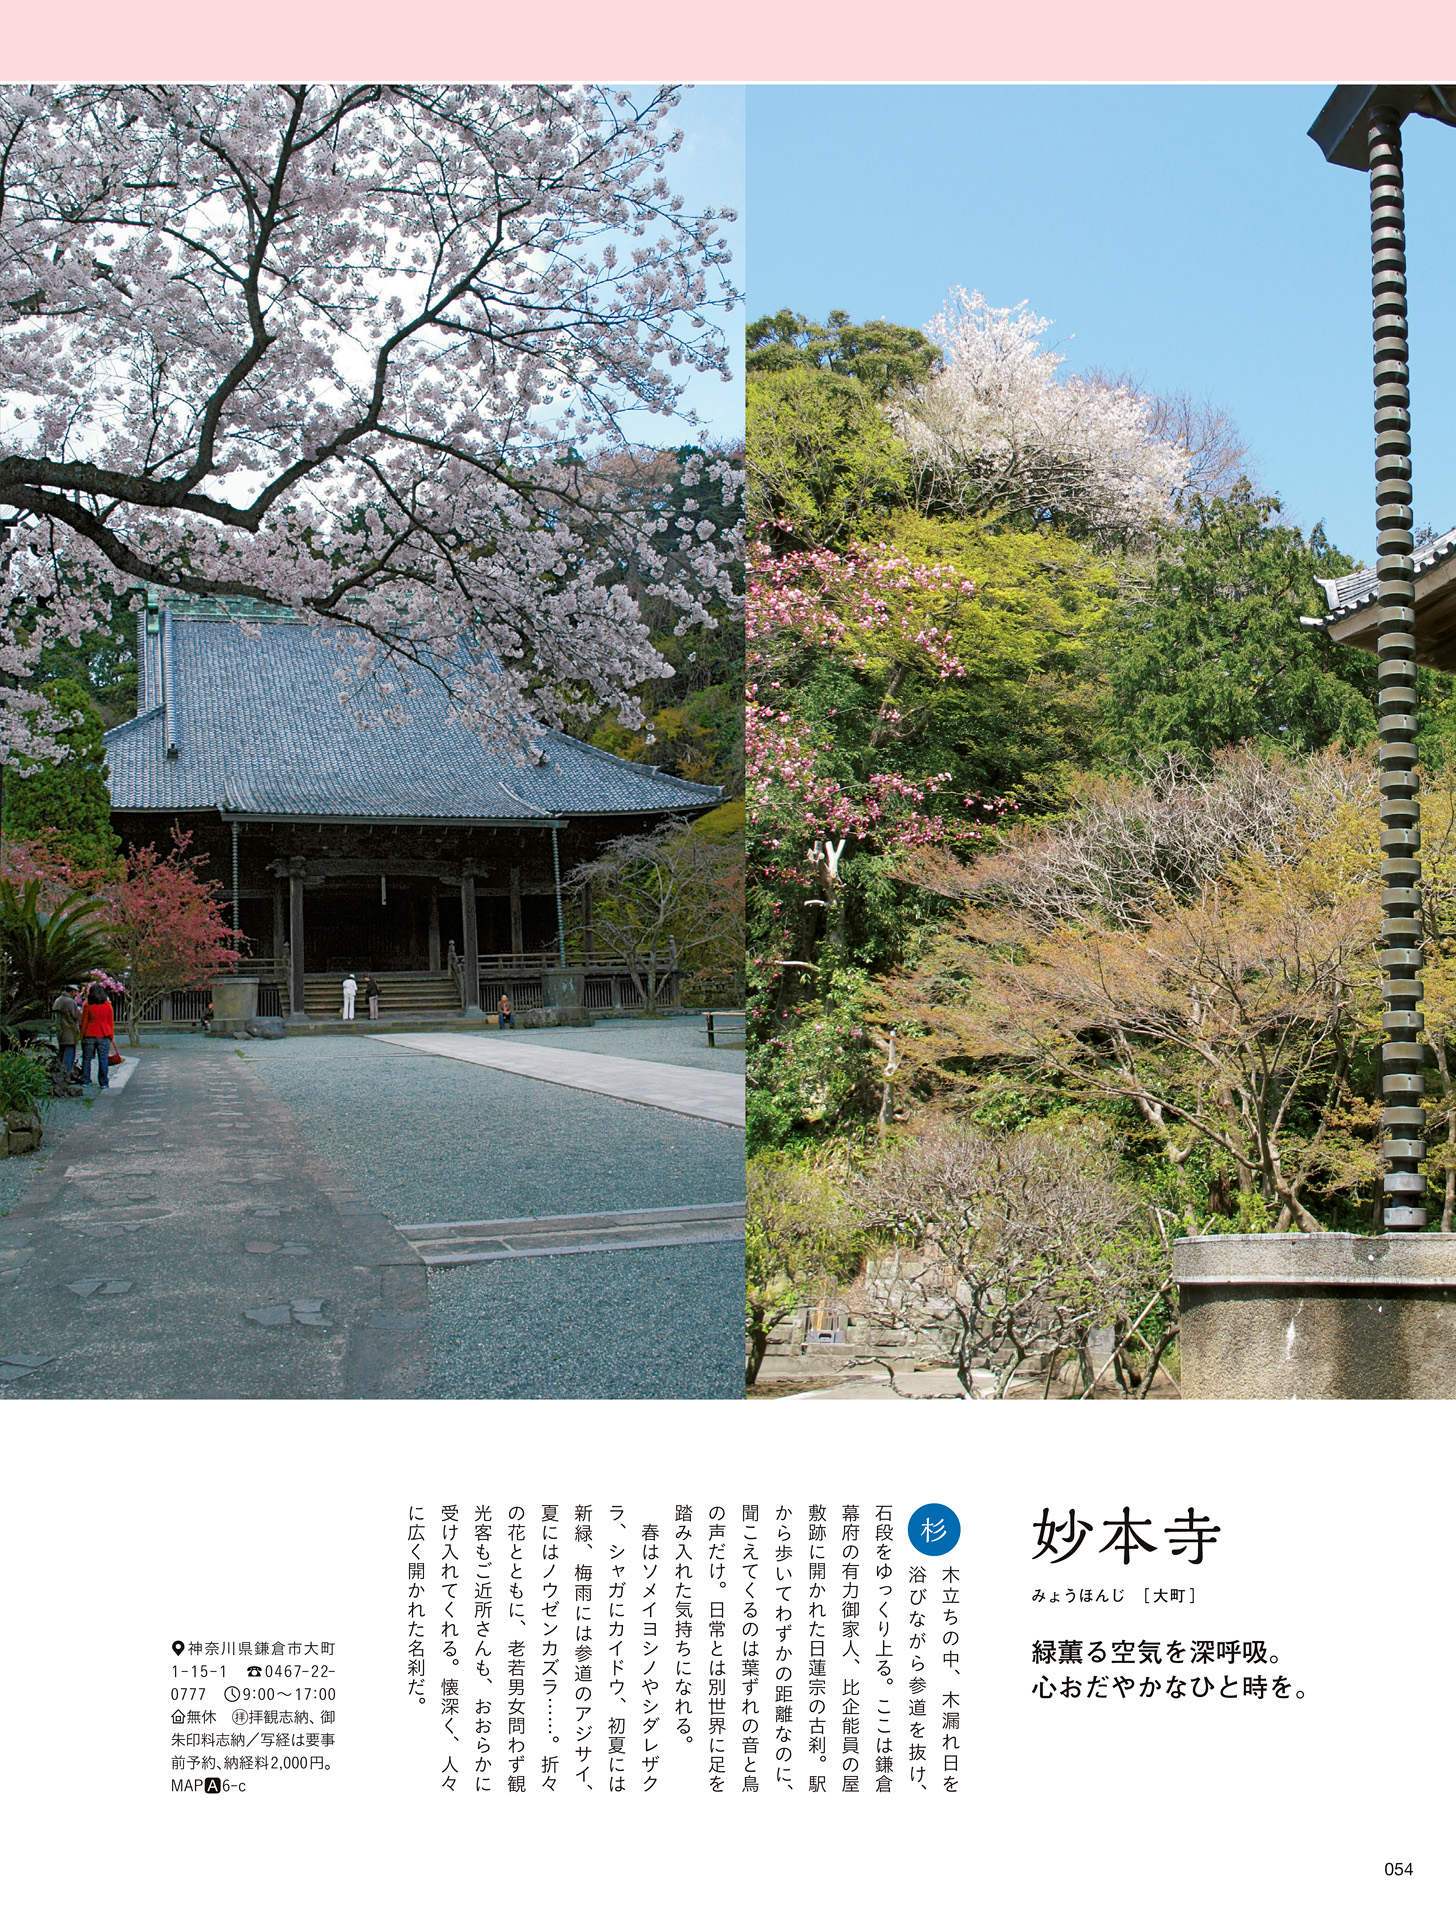 妙本寺
みょうほんじ ［大町］
緑薫る空気を深呼吸。
心おだやかなひと時を。
杉木立ちの中、木漏れ日を
浴びながら参道を抜け、
石段をゆっくり上る。ここは鎌倉
幕府の有力御家人、比企能員の屋
敷跡に開かれた日蓮宗の古刹。駅
から歩いてわずかの距離なのに、
聞こえてくるのは葉ずれの音と鳥
の声だけ。日常とは別世界に足を
踏み入れた気持ちになれる。
春はソメイヨシノやシダレザク
ラ、シャガにカイドウ、初夏には
新緑、梅雨には参道のアジサイ、
夏にはノウゼンカズラ……。折々
の花とともに、老若男女問わず観
光客もご近所さんも、おおらかに
受け入れてくれる。懐深く、人々
に広く開かれた名刹だ。
神奈川県鎌倉市大町
1-15-1 ☎0467-22-
0777 9:00〜17:00
無休 拝拝観志納、御
朱印料志納／写経は要事
前予約、納経料2,000円。
MAP A 6-c
054